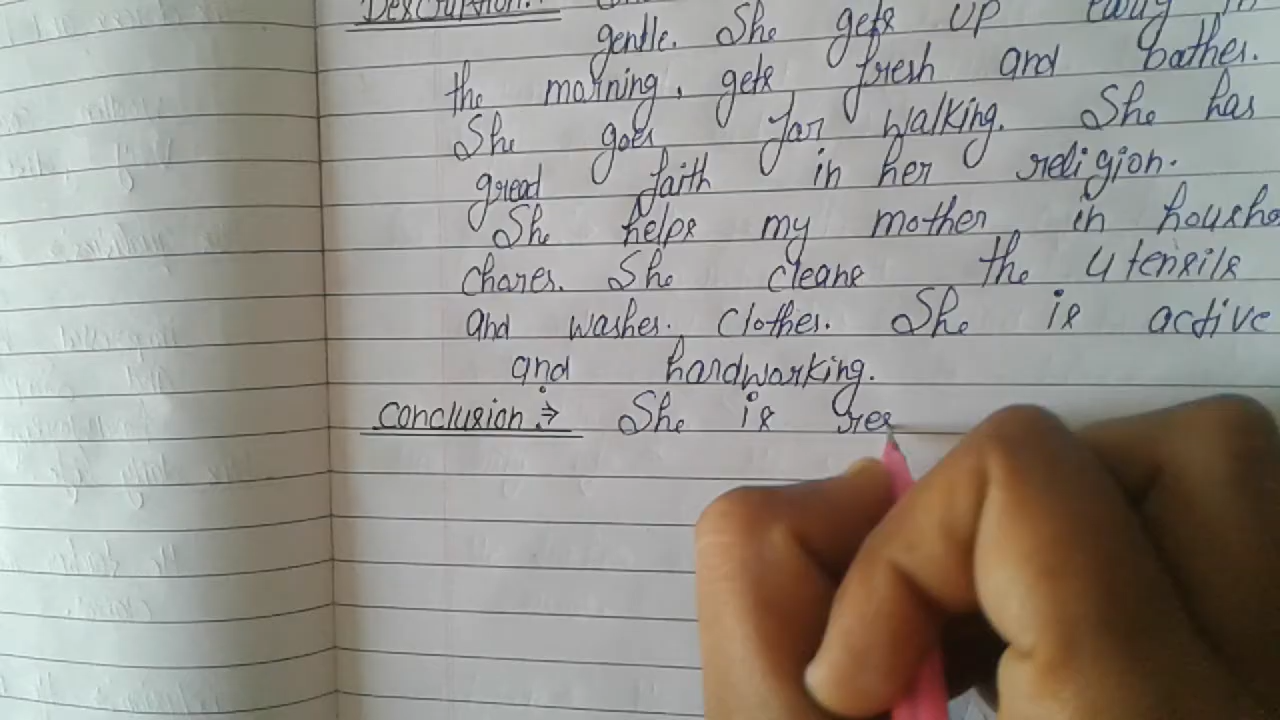 Description:
gentle. She gets up early in
the morning, gets fresh and bathes.
She goes for walking. She has
great faith in her religion.
She helps my mother in housho
chores. She cleans the utensils
and washes. clothes. She is active
and hardworking.
Conclusion :⇒ She is res